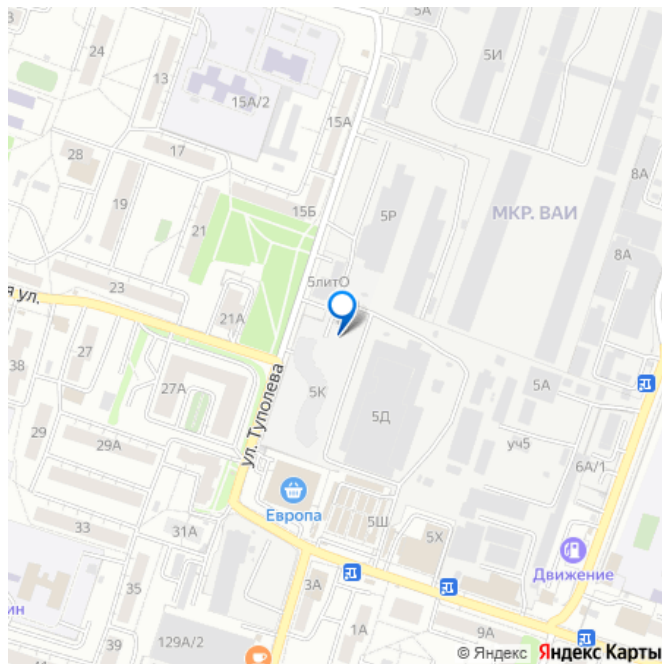 5А
24
5И
13
15А/2
15А
17
28
8А
15Б
19
5Р
МКР. ВАИ
21
8А
5литО
23
я ул.
21А
27
38
5К
5А
27А
ул. Туполева
5Д
29
29А
уч5
6А/1
Европа
5Ш
33
31А
5Х
Движение
3А
35
ин
1А
9А
39
129А/2
© Яндекс Яндекс Карты